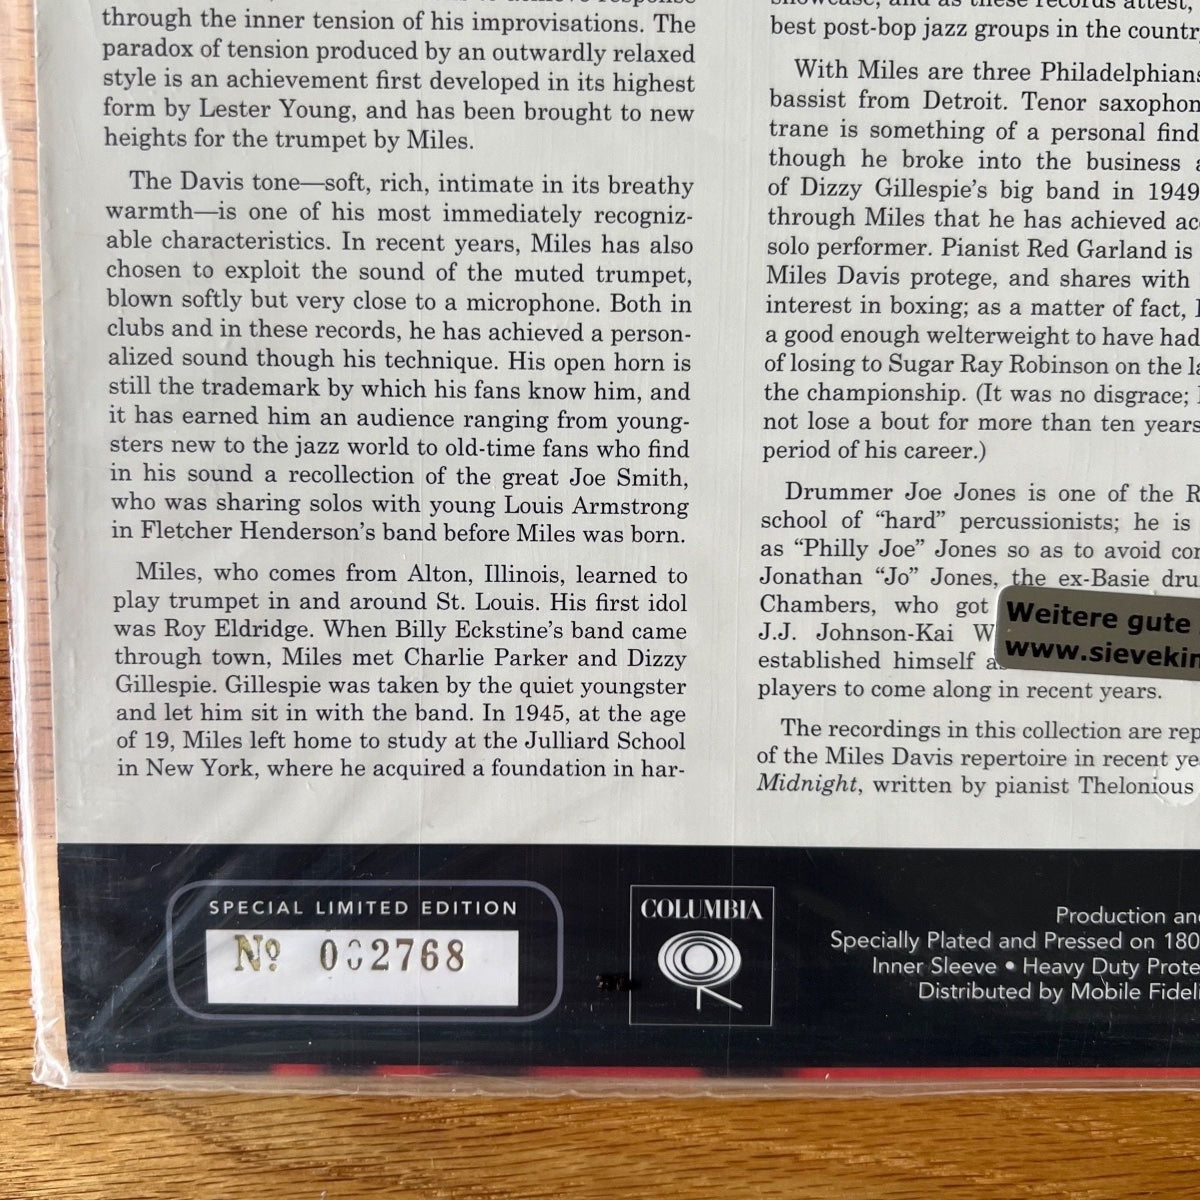 through the inner tension of his improvisations. The
paradox of tension produced by an outwardly relaxed
style is an achievement first developed in its highest
form by Lester Young, and has been brought to new
heights for the trumpet by Miles.
The Davis tone—soft, rich, intimate in its breathy
warmth—is one of his most immediately recogniz-
able characteristics. In recent years, Miles has also
chosen to exploit the sound of the muted trumpet,
blown softly but very close to a microphone. Both in
clubs and in these records, he has achieved a person-
alized sound though his technique. His open horn is
still the trademark by which his fans know him, and
it has earned him an audience ranging from young-
sters new to the jazz world to old-time fans who find
in his sound a recollection of the great Joe Smith,
who was sharing solos with young Louis Armstrong
in Fletcher Henderson's band before Miles was born.
Miles, who comes from Alton, Illinois, learned to
play trumpet in and around St. Louis. His first idol
was Roy Eldridge. When Billy Eckstine's band came
through town, Miles met Charlie Parker and Dizzy
Gillespie. Gillespie was taken by the quiet youngster
and let him sit in with the band. In 1945, at the age
of 19, Miles left home to study at the Julliard School
in New York, where he acquired a foundation in har-
showcase, and as these records attest,
best post-bop jazz groups in the
With Miles are three Philadelphians
bassist from Detroit. Tenor
trane is something of a personal find
though he broke into the business
of Dizzy Gillespie's big band in 1949
through Miles that he has achieved
solo performer. Pianist Red Garland is
Miles Davis protege, and shares with
interest in boxing; as a matter of fact,
a good enough welterweight to have had
of losing to Sugar Ray Robinson on the
the championship. (It was no disgrace;
not lose a bout for more than ten years
period of his career.)
Drummer Joe Jones is one of the
school of “hard” percussionists; he is
as “Philly Joe” Jones so as to avoid
Jonathan “Jo” Jones, the ex-Basie
Chambers, who got
J.J. Johnson-Kai
established himself
players to come along in recent years.
The recordings in this collection are
of the Miles Davis repertoire in recent
Midnight, written by pianist Thelonious
Weitere gute
www.sieveki
SPECIAL LIMITED EDITION
Nº 002768
COLUMBIA
Production
Specially Plated and Pressed on 180
Inner Sleeve • Heavy Duty
Distributed by Mobile